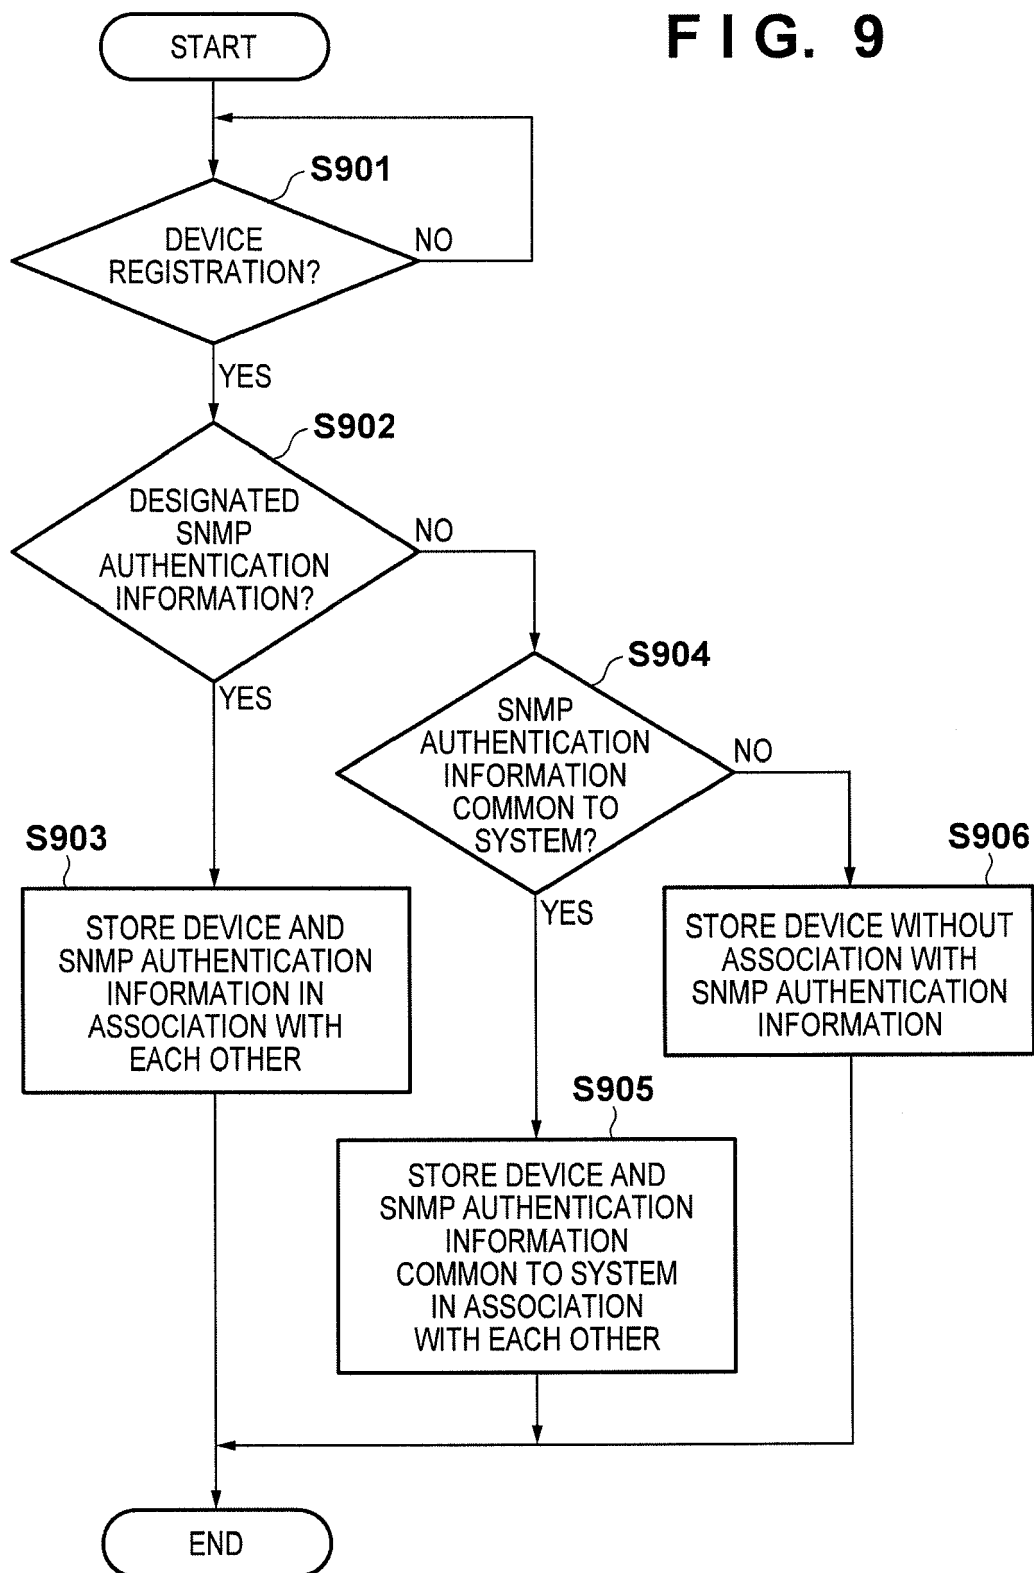 FIG. 9
START
S901
DEVICE
REGISTRATION?
NO
YES
S902
DESIGNATED
SNMP
AUTHENTICATION
INFORMATION?
NO
YES
S904
SNMP
AUTHENTICATION
INFORMATION
COMMON TO
SYSTEM?
NO
YES
S903
STORE DEVICE AND
SNMP AUTHENTICATION
INFORMATION IN
ASSOCIATION WITH
EACH OTHER
S906
STORE DEVICE WITHOUT
ASSOCIATION WITH
SNMP AUTHENTICATION
INFORMATION
S905
STORE DEVICE AND
SNMP AUTHENTICATION
INFORMATION
COMMON TO SYSTEM
IN ASSOCIATION
WITH EACH OTHER
END